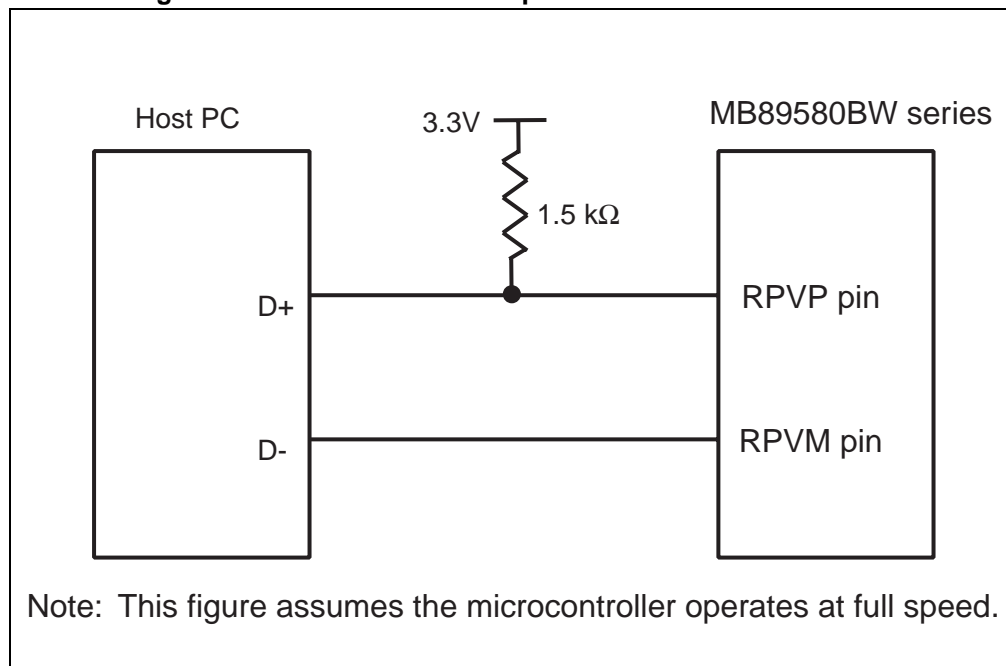 Host PC
3.3V
MB89580BW series
1.5 kΩ
D+
RPVP pin
D-
RPVM pin
Note: This figure assumes the microcontroller operates at full speed.